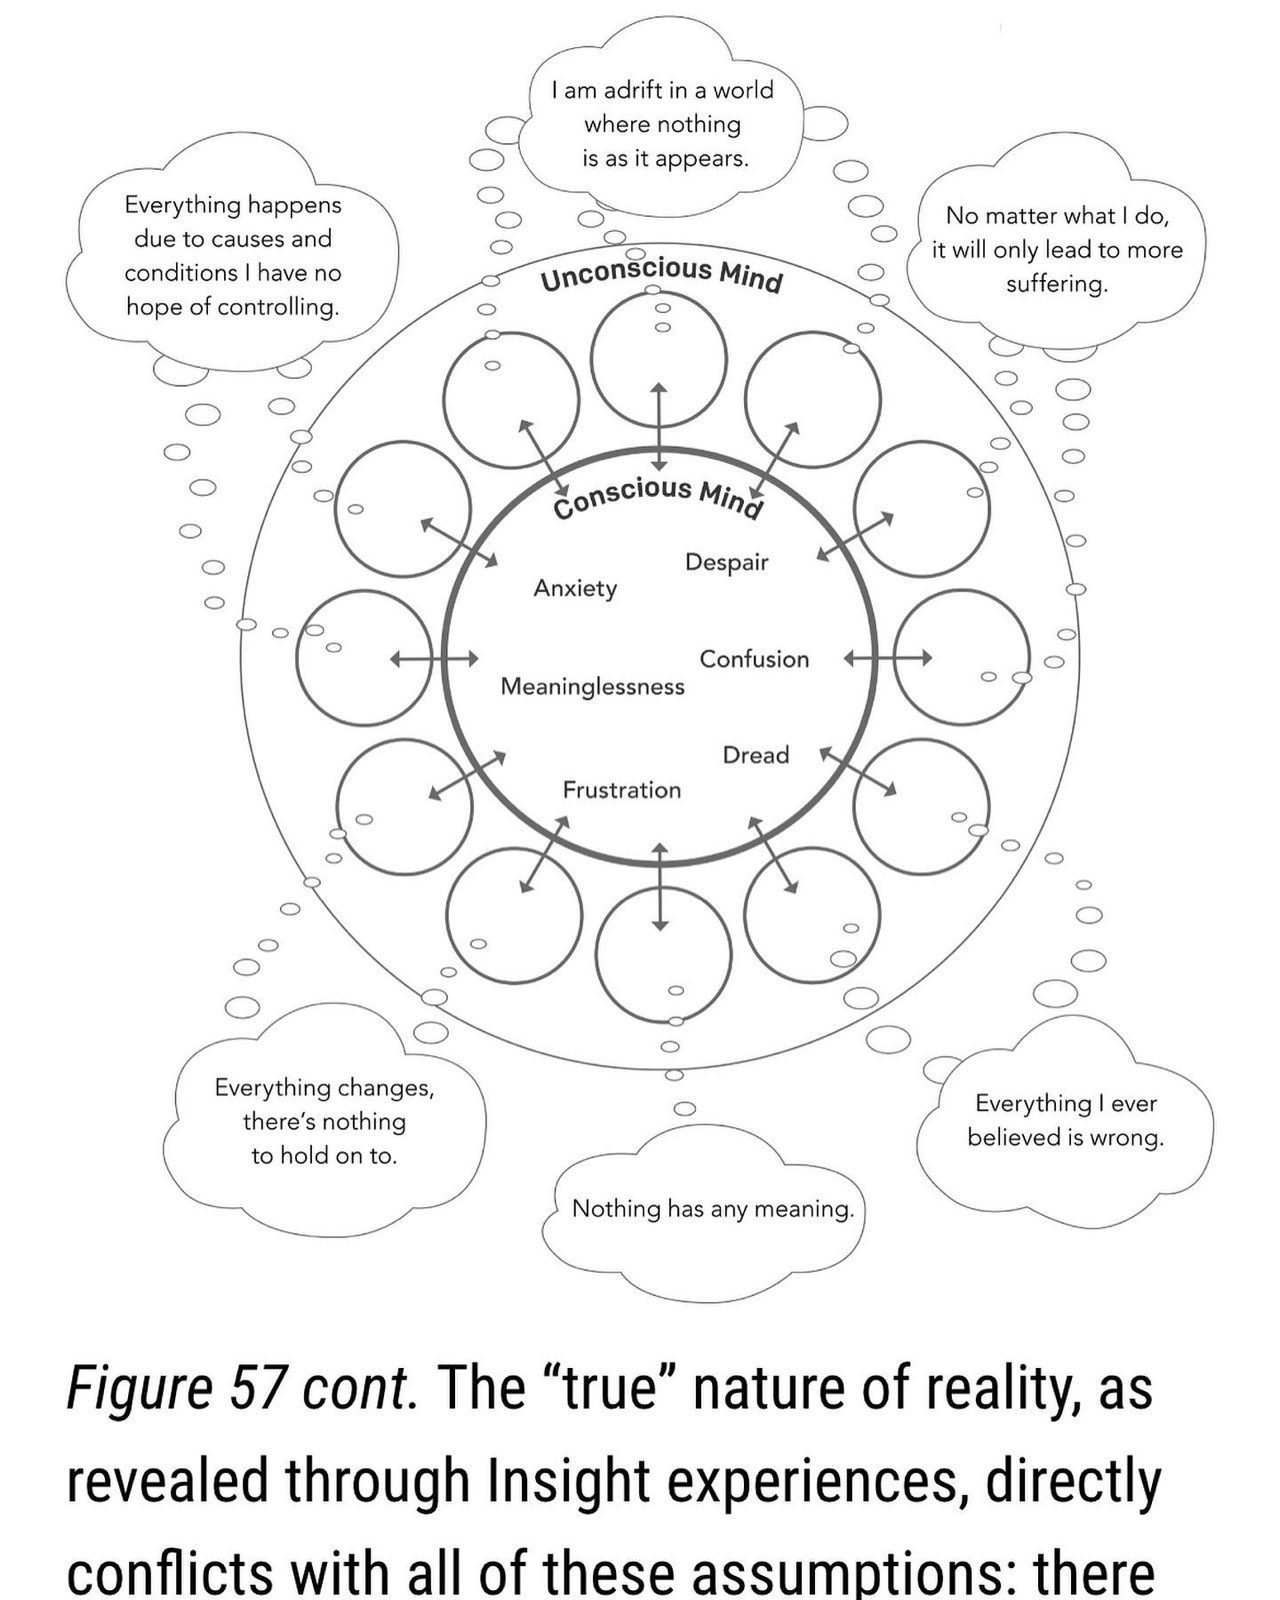 I am adrift in a world
where nothing
is as it appears.
Everything happens
due to causes and
conditions I have no
hope of controlling.
No matter what I do,
it will only lead to more
suffering.
Unconscious Mind
Conscious Mind
Despair
Anxiety
Confusion
Meaninglessness
Dread
Frustration
Everything changes,
there’s nothing
to hold on to.
Everything I ever
believed is wrong.
Nothing has any meaning.
Figure 57 cont. The “true” nature of reality, as
revealed through Insight experiences, directly
conflicts with all of these assumptions: there